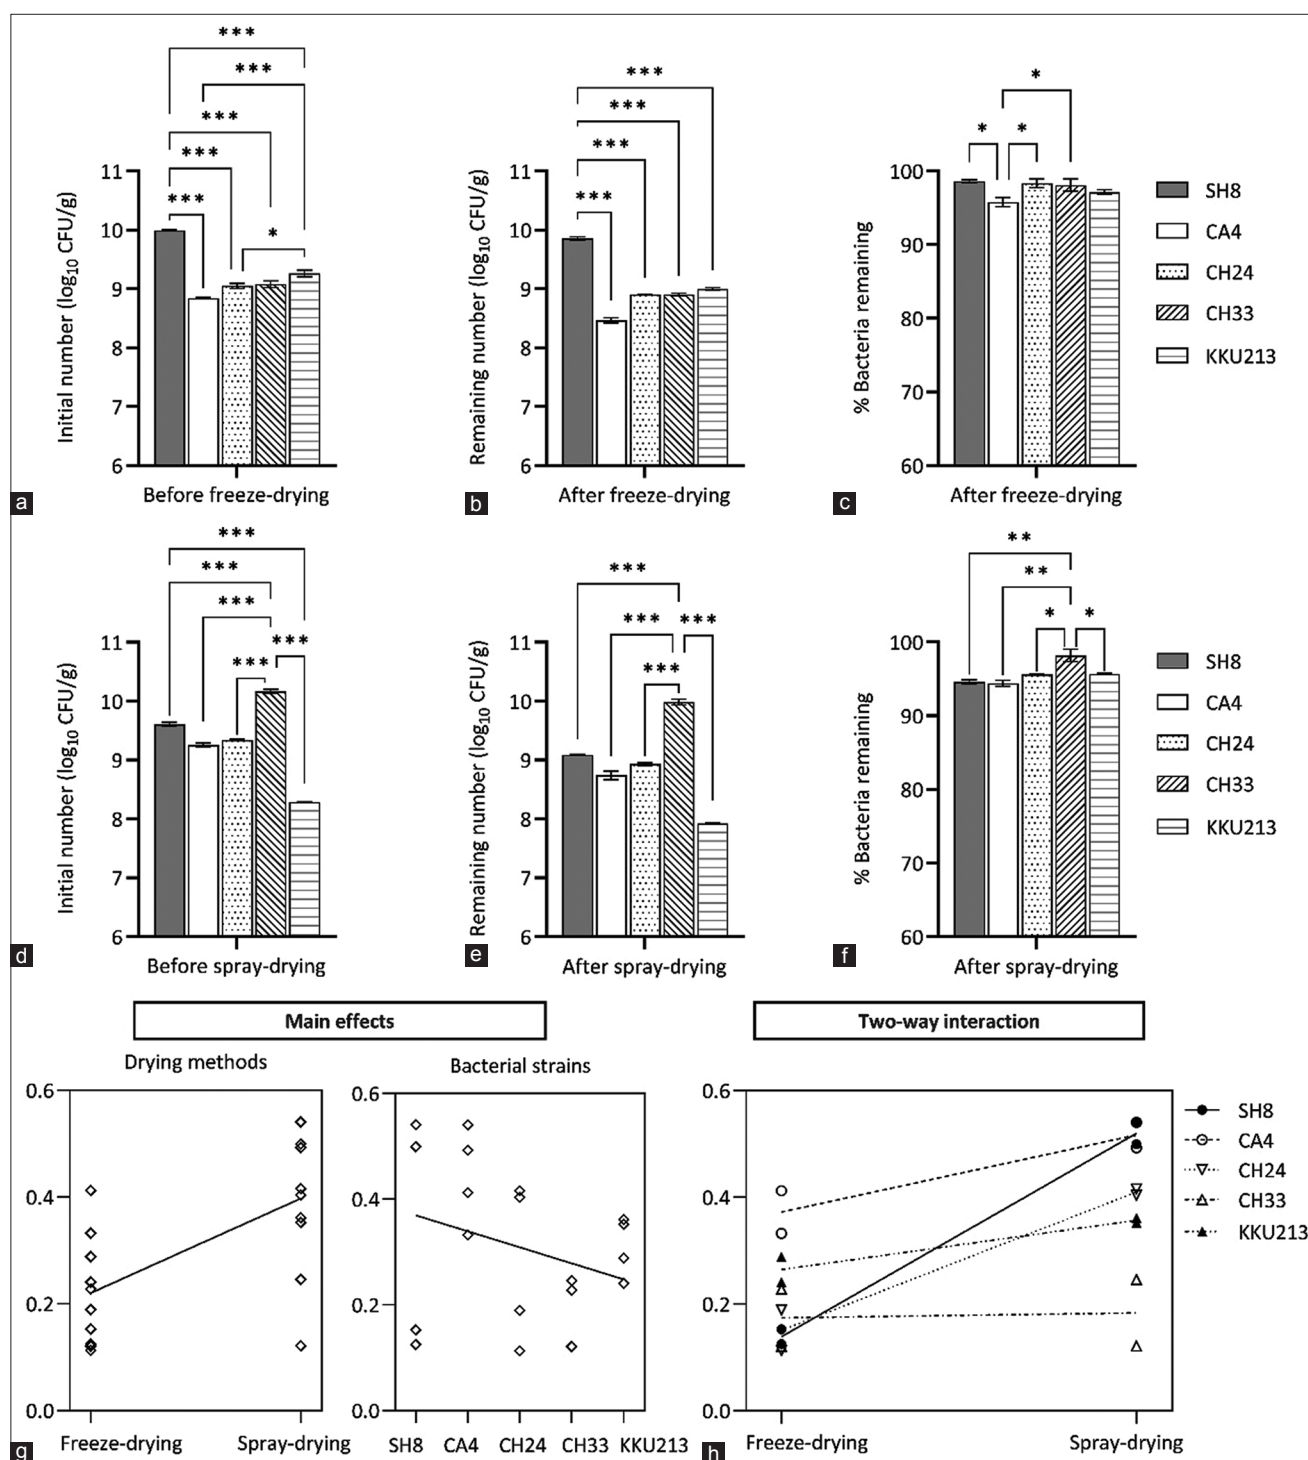 ***
***
***
***
***
*
11
10
9
8
7
6
Initial number (log10 CFU/g)
Before freeze-drying
a
***
***
***
***
11
10
9
8
7
6
Remaining number (log10 CFU/g)
After freeze-drying
b
*
*
*
100
90
80
70
60
% Bacteria remaining
After freeze-drying
c
SH8
CA4
CH24
CH33
KKU213
***
***
***
***
***
11
10
9
8
7
6
Initial number (log10 CFU/g)
Before spray-drying
d
***
***
***
***
11
10
9
8
7
6
Remaining number (log10 CFU/g)
After spray-drying
e
**
**
*
*
100
90
80
70
60
% Bacteria remaining
After spray-drying
f
SH8
CA4
CH24
CH33
KKU213
Main effects
Drying methods
0.6
0.4
0.2
0.0
Freeze-drying
Spray-drying
g
Bacterial strains
0.6
0.4
0.2
0.0
SH8
CA4
CH24
CH33
KKU213
Two-way interaction
0.6
0.4
0.2
0.0
Freeze-drying
Spray-drying
h
SH8
CA4
CH24
CH33
KKU213